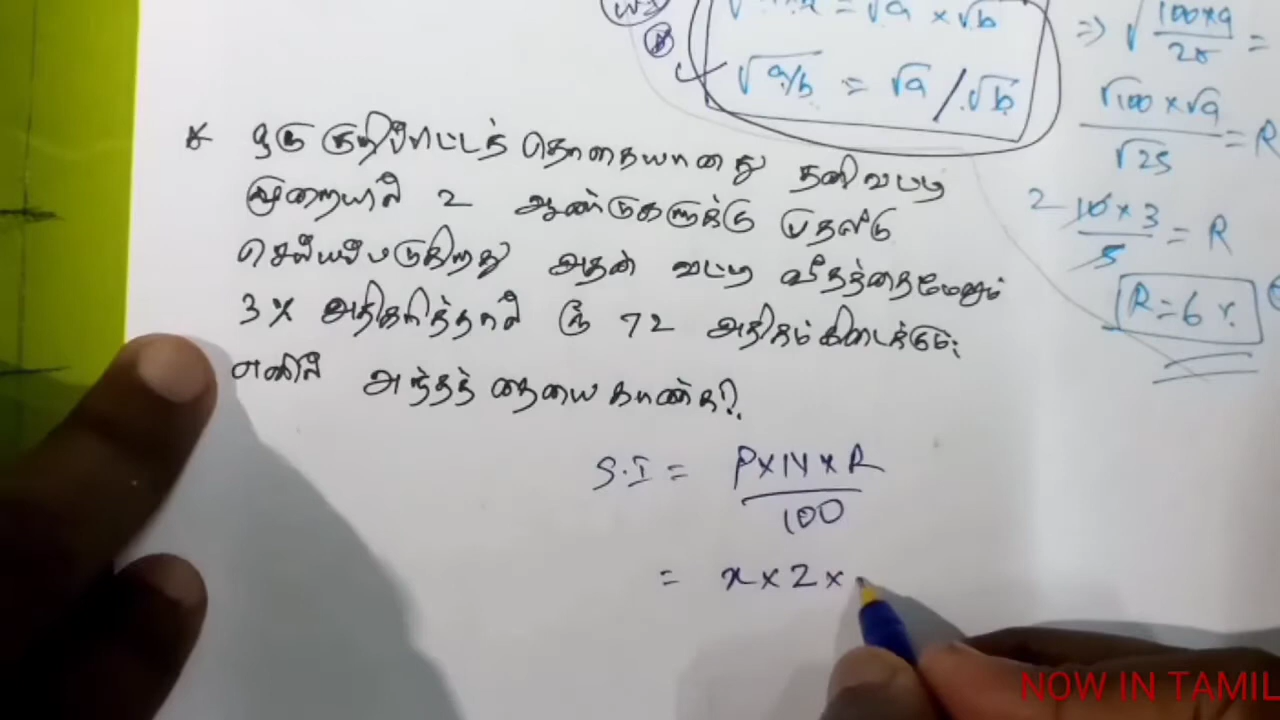 = √a × √b
√a/b = √a / √b
⇒ √100×9/25 =
√100 × √9 / √25 = R
2 10 × 3 / 5 = R
R = 6 r.
* ஒரு குறிப்பிட்டத் தொகையானது தனிவட்டி
முறையில் 2 ஆண்டுகளுக்கு முதலீடு
செய்யப்படுகிறது அதன் வட்டி வீதத்தைமேலும்
3% அதிகரித்தால் ரூ 72 அதிகம் கிடைக்கும்;
எனில் அந்தத் தையை காண்க?.
S.I = P×N×R
100
= x × 2 ×
NOW IN TAMIL